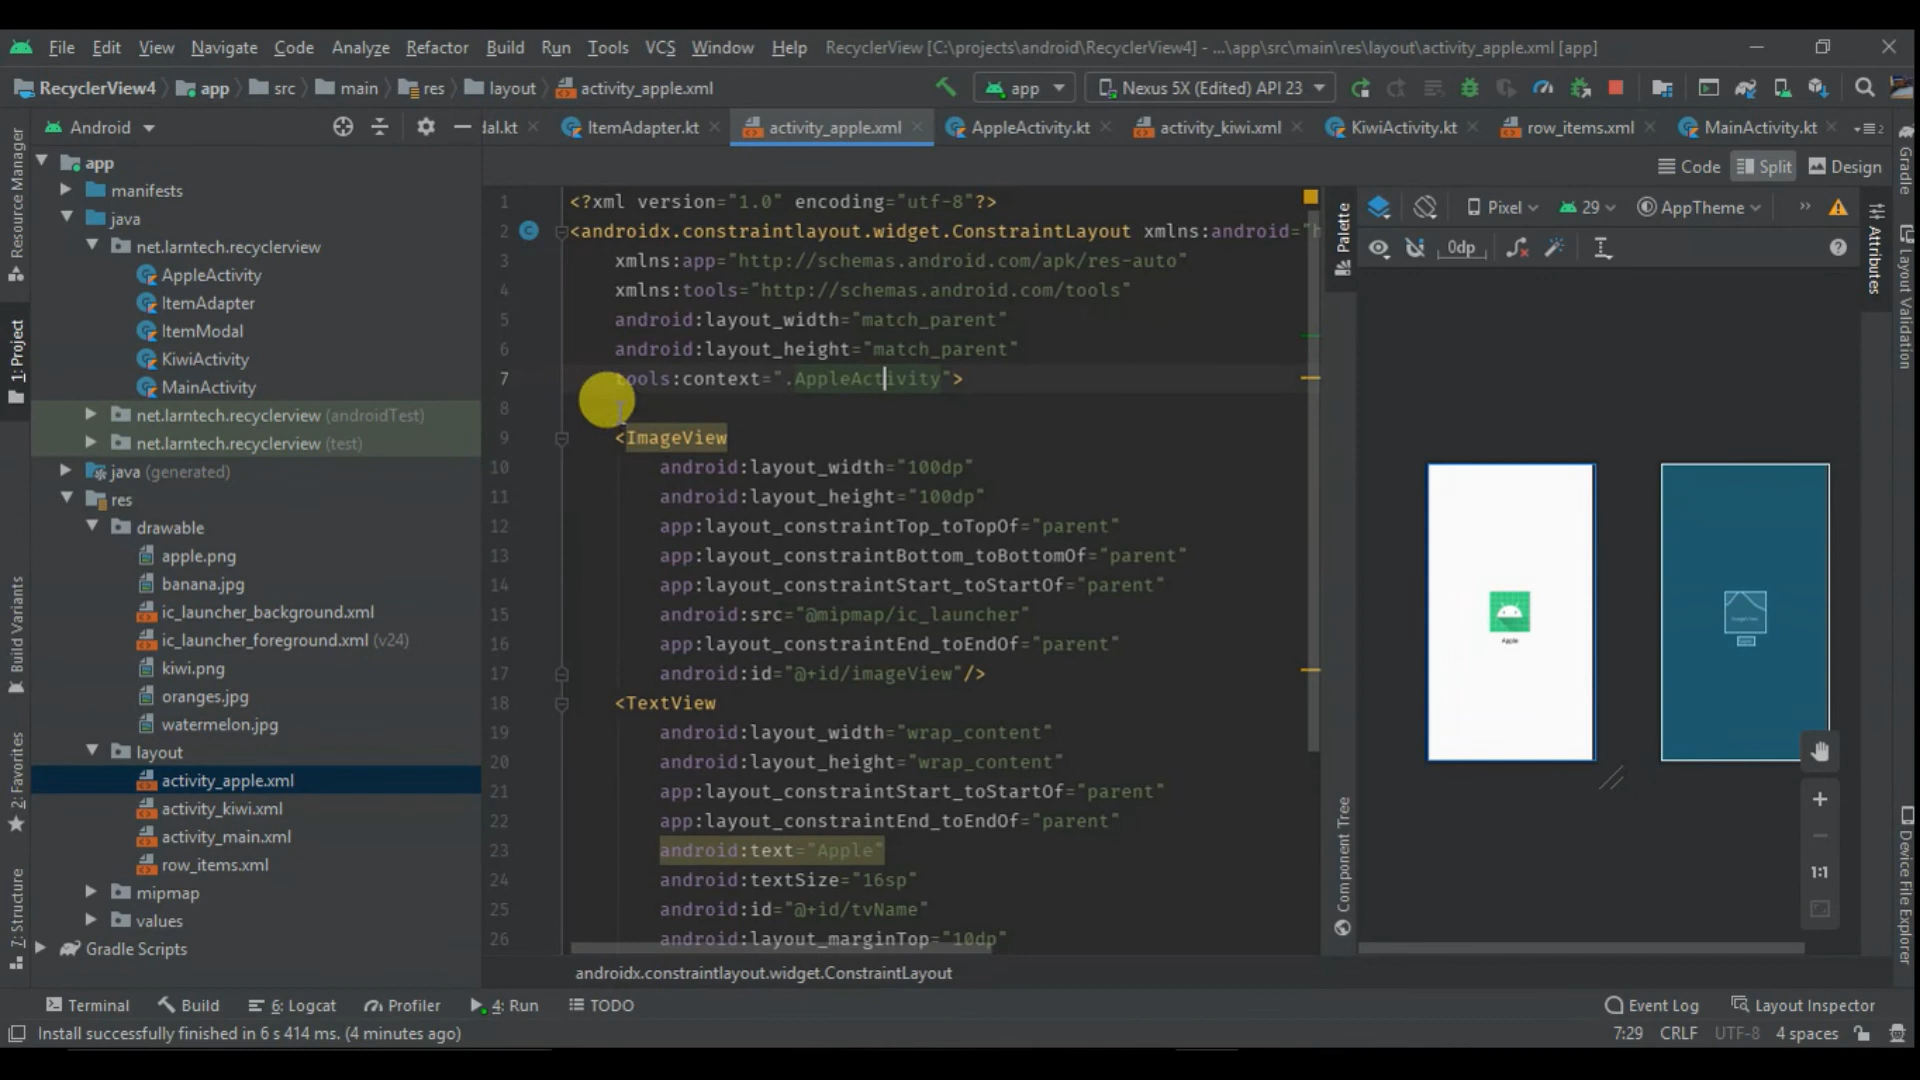 File Edit View Navigate Code Analyze Refactor Build Run Tools VCS Window Help RecyclerView [C:\projects\android\RecyclerView4] - ...\app\src\main\res\layout\activity_apple.xml [app]
RecyclerView4 app src main res layout activity_apple.xml app Nexus 5X (Edited) API 23
Android dal.kt ItemAdapter.kt activity_apple.xml AppleActivity.kt activity_kiwi.xml KiwiActivity.kt row_items.xml MainActivity.kt 2
Code Split Design
Pixel 29 AppTheme
0dp
Resource Manager
1: Project
Build Variants
2: Favorites
7: Structure
app
manifests
java
net.larntech.recyclerview
AppleActivity
ItemAdapter
ItemModal
KiwiActivity
MainActivity
net.larntech.recyclerview (androidTest)
net.larntech.recyclerview (test)
java (generated)
res
drawable
apple.png
banana.jpg
ic_launcher_background.xml
ic_launcher_foreground.xml (v24)
kiwi.png
oranges.jpg
watermelon.jpg
layout
activity_apple.xml
activity_kiwi.xml
activity_main.xml
row_items.xml
mipmap
values
Gradle Scripts
1 <?xml version="1.0" encoding="utf-8"?>
2 <androidx.constraintlayout.widget.ConstraintLayout xmlns:android="h
3 xmlns:app="http://schemas.android.com/apk/res-auto"
4 xmlns:tools="http://schemas.android.com/tools"
5 android:layout_width="match_parent"
6 android:layout_height="match_parent"
7 tools:context=".AppleActivity">
8
9 <ImageView
10 android:layout_width="100dp"
11 android:layout_height="100dp"
12 app:layout_constraintTop_toTopOf="parent"
13 app:layout_constraintBottom_toBottomOf="parent"
14 app:layout_constraintStart_toStartOf="parent"
15 android:src="@mipmap/ic_launcher"
16 app:layout_constraintEnd_toEndOf="parent"
17 android:id="@+id/imageView"/>
18 <TextView
19 android:layout_width="wrap_content"
20 android:layout_height="wrap_content"
21 app:layout_constraintStart_toStartOf="parent"
22 app:layout_constraintEnd_toEndOf="parent"
23 android:text="Apple"
24 android:textSize="16sp"
25 android:id="@+id/tvName"
26 android:layout_marginTop="10dp"
androidx.constraintlayout.widget.ConstraintLayout
Palette
Component Tree
Apple
1:1
Gradle
Attributes
Layout Validation
Device File Explorer
Terminal Build 6: Logcat Profiler 4: Run TODO Event Log Layout Inspector
Install successfully finished in 6 s 414 ms. (4 minutes ago) 7:29 CRLF UTF-8 4 spaces